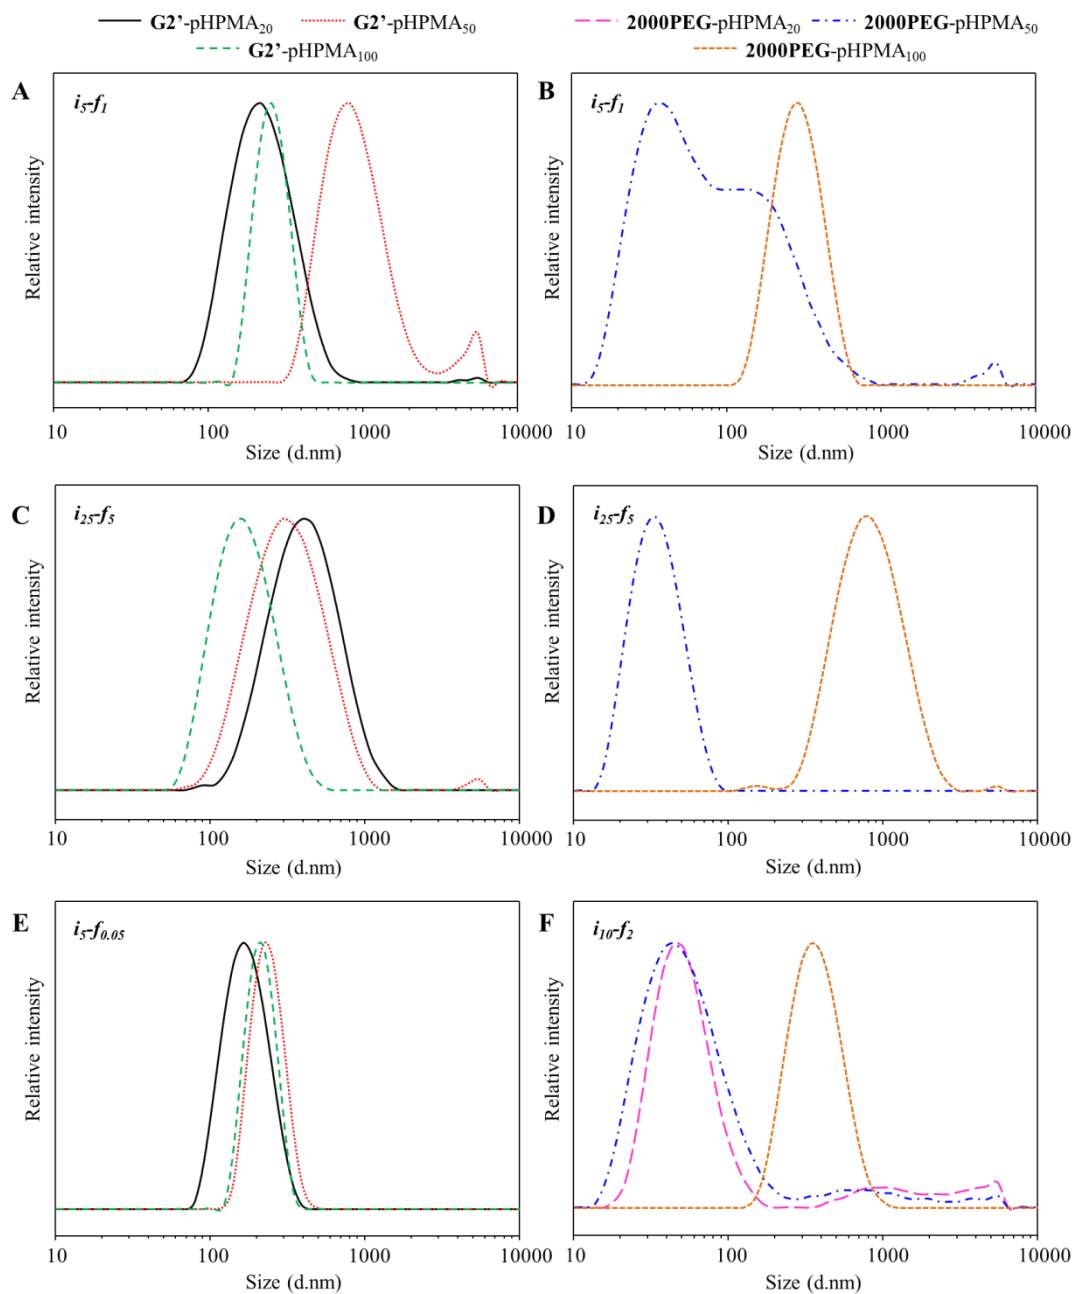 G2’-pHPMA₂₀ G2’-pHPMA₅₀
G2’-pHPMA₁₀₀
2000PEG-pHPMA₂₀ 2000PEG-pHPMA₅₀
2000PEG-pHPMA₁₀₀
A
i₅-f₁
Relative intensity
10 100 1000 10000
Size (d.nm)
B
i₅-f₁
Relative intensity
10 100 1000 10000
Size (d.nm)
C
i₂₅-f₅
Relative intensity
10 100 1000 10000
Size (d.nm)
D
i₂₅-f₅
Relative intensity
10 100 1000 10000
Size (d.nm)
E
i₅-f₀.₀₅
Relative intensity
10 100 1000 10000
Size (d.nm)
F
i₁₀-f₂
Relative intensity
10 100 1000 10000
Size (d.nm)